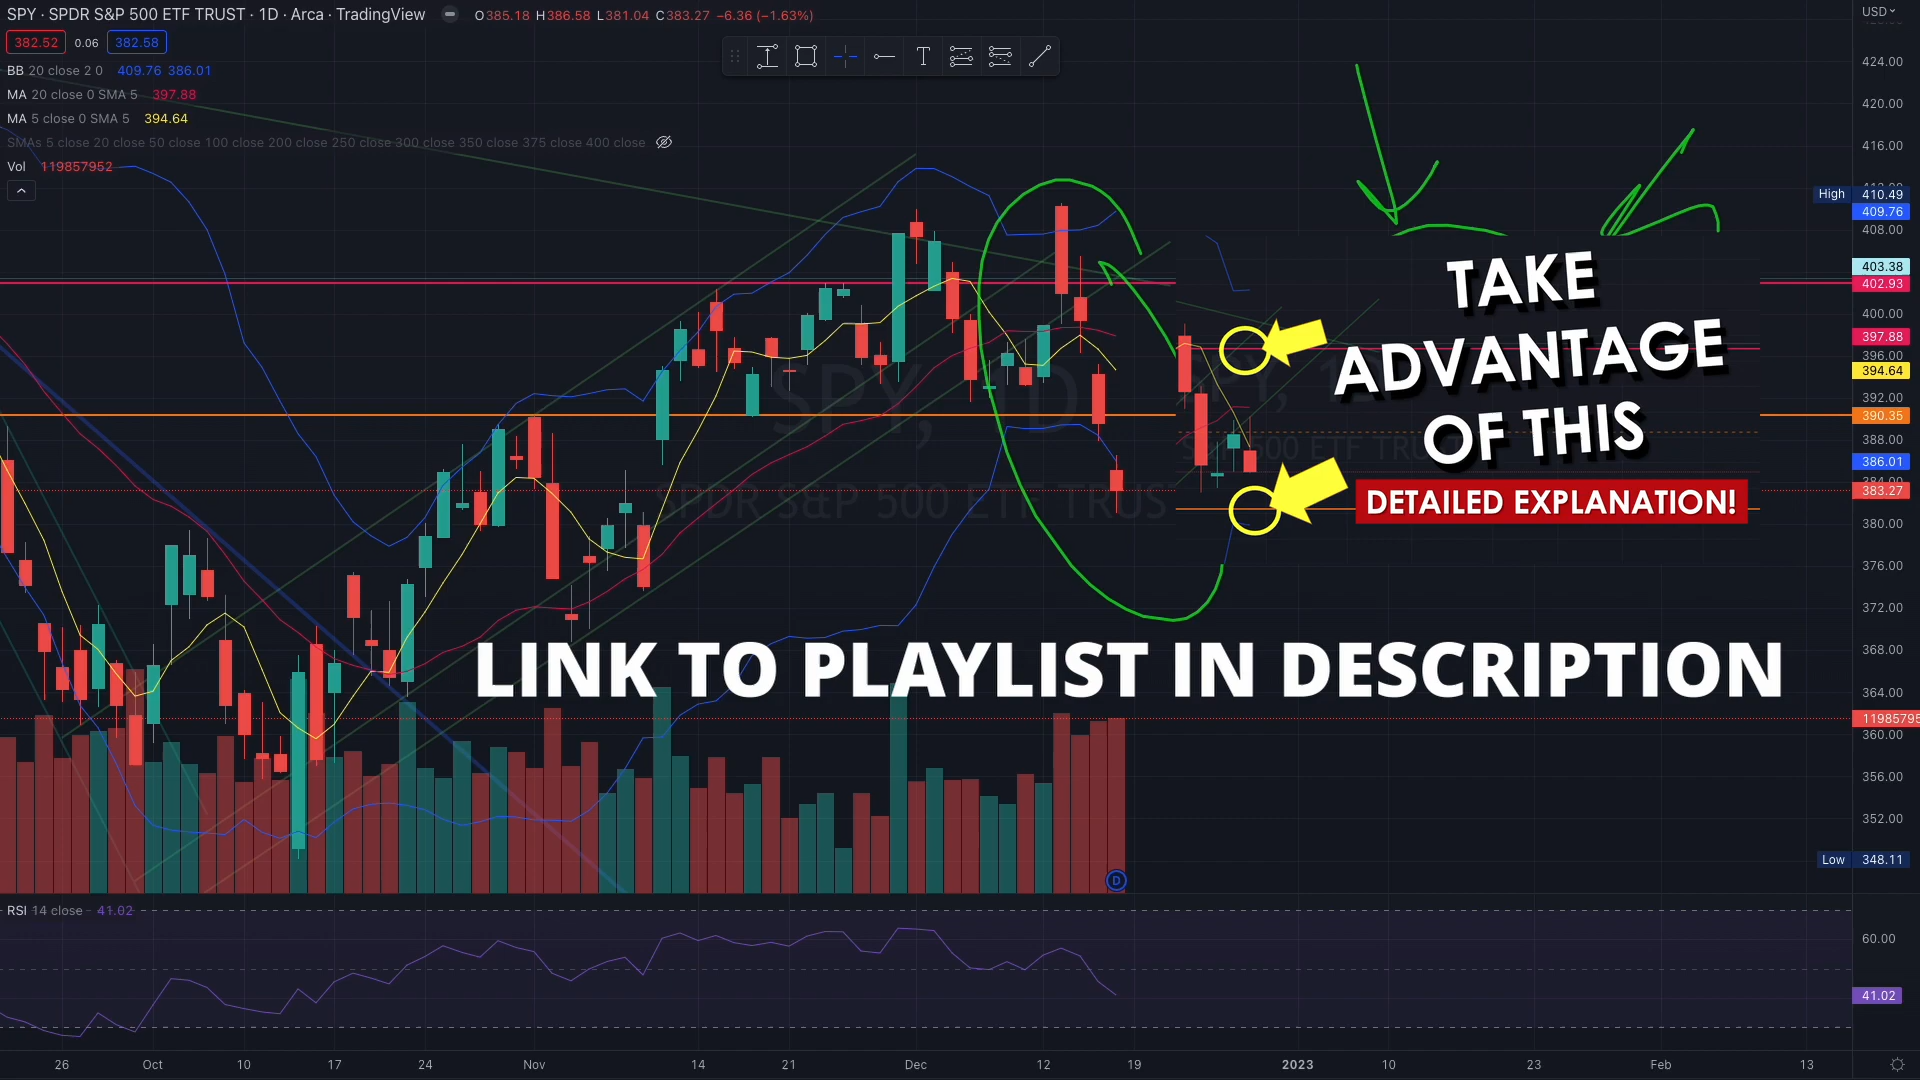 SPY · SPDR S&P 500 ETF TRUST · 1D · Arca · TradingView O385.18 H386.58 L381.04 C383.27 −6.36 (−1.63%)
USD
382.52 0.06 382.58
BB 20 close 2 0 409.76 386.01
MA 20 close 0 SMA 5 397.88
MA 5 close 0 SMA 5 394.64
SMAs 5 close 20 close 50 close 100 close 200 close 250 close 300 close 350 close 375 close 400 close
Vol 119857952
424.00
420.00
416.00
High 410.49
409.76
408.00
403.38
402.93
400.00
397.88
396.00
394.64
392.00
390.35
388.00
386.01
383.27
380.00
376.00
372.00
368.00
364.00
11985795
360.00
356.00
352.00
Low 348.11
TAKE
ADVANTAGE
OF THIS
DETAILED EXPLANATION!
SPY, 1D
SPDR S&P 500 ETF TRUST
LINK TO PLAYLIST IN DESCRIPTION
D
RSI 14 close 41.02
60.00
41.02
26 Oct 10 17 24 Nov 14 21 Dec 12 19 2023 10 23 Feb 13